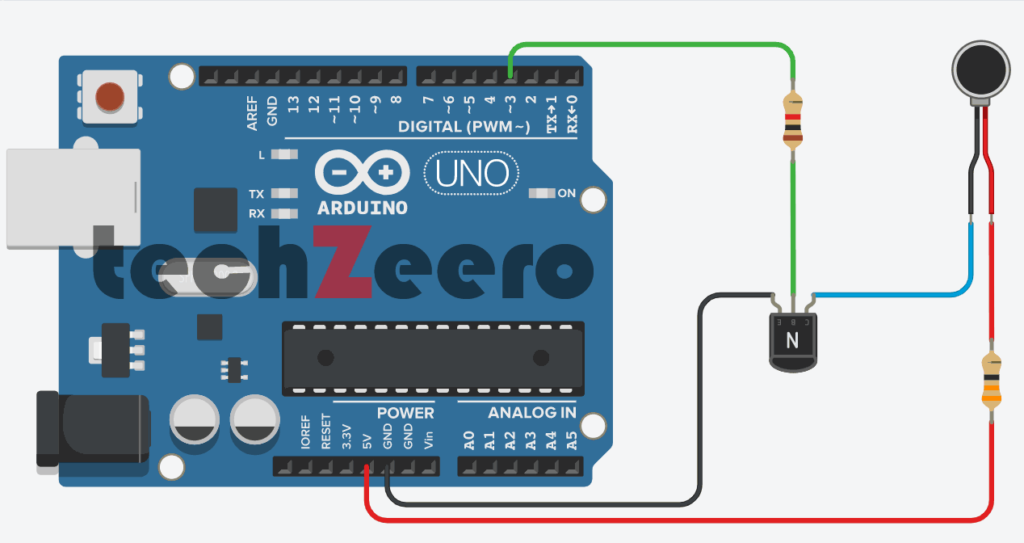 AREF
GND
13
12
~11
~10
~9
8
7
~6
~5
4
~3
2
TX→1
RX←0
DIGITAL (PWM~)
L
TX
RX
UNO
ON
ARDUINO
techZeero
E B C
N
POWER
ANALOG IN
IOREF
RESET
3.3V
5V
GND
GND
Vin
A0
A1
A2
A3
A4
A5